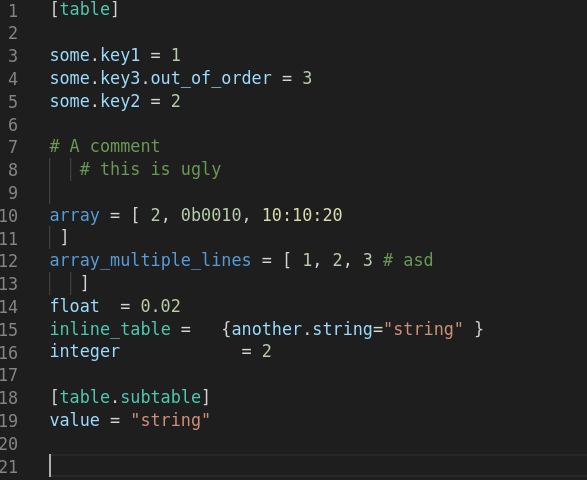 1 [table]
2
3 some.key1 = 1
4 some.key3.out_of_order = 3
5 some.key2 = 2
6
7 # A comment
8    # this is ugly
9
10 array = [ 2, 0b0010, 10:10:20
11  ]
12 array_multiple_lines = [ 1, 2, 3 # asd
13    ]
14 float  = 0.02
15 inline_table =   {another.string="string" }
16 integer            = 2
17
18 [table.subtable]
19 value = "string"
20
21